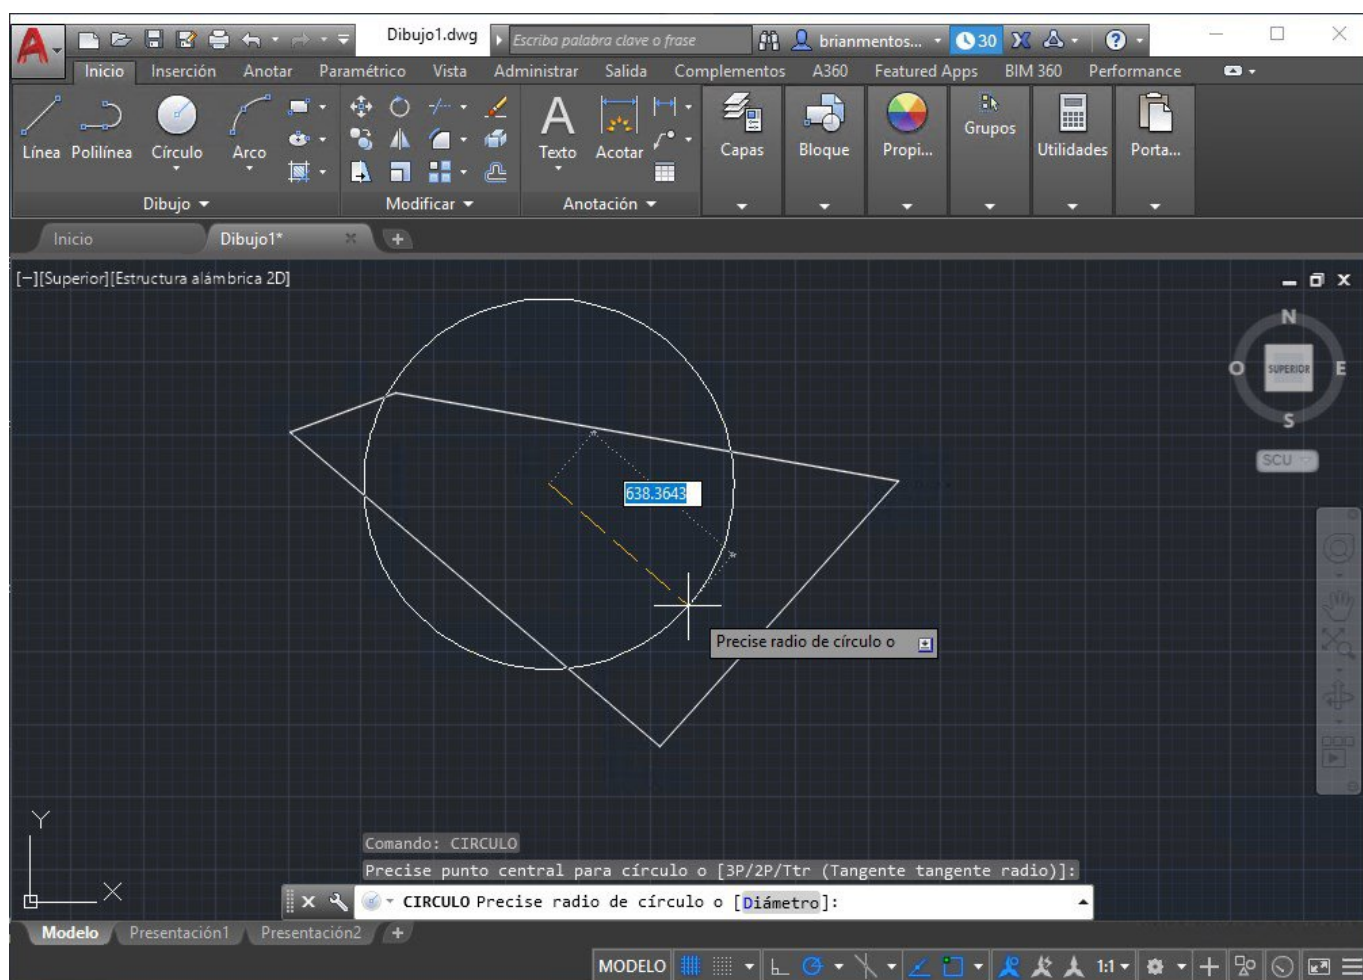 Dibujo1.dwg
Escriba palabra clave o frase
brianmentos...
30
Inicio Inserción Anotar Paramétrico Vista Administrar Salida Complementos A360 Featured Apps BIM 360 Performance
Línea Polilínea Círculo Arco
Texto Acotar
Capas Bloque Propi... Grupos Utilidades Porta...
Dibujo Modificar Anotación
Inicio Dibujo1* +
[−][Superior][Estructura alámbrica 2D]
N
O SUPERIOR E
S
SCU
638.3643
Precise radio de círculo o
Y
X
Comando: CIRCULO
Precise punto central para círculo o [3P/2P/Ttr (Tangente tangente radio)]:
CIRCULO Precise radio de círculo o [Diámetro]:
Modelo Presentación1 Presentación2 +
MODELO 1:1